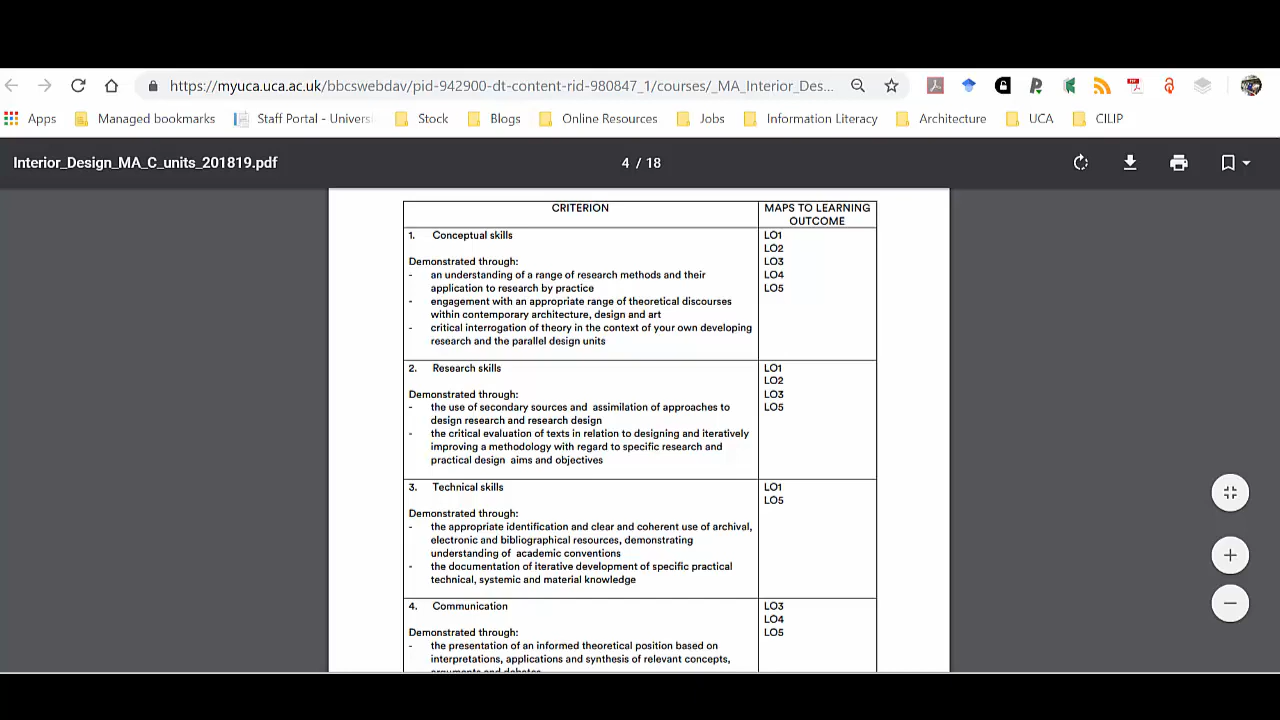 https://myuca.uca.ac.uk/bbcswebdav/pid-942900-dt-content-rid-980847_1/courses/_MA_Interior_Des...
Apps Managed bookmarks Staff Portal - Univers Stock Blogs Online Resources Jobs Information Literacy Architecture UCA CILIP
Interior_Design_MA_C_units_201819.pdf 4 / 18
CRITERION MAPS TO LEARNING
OUTCOME
1. Conceptual skills LO1
LO2
Demonstrated through: LO3
- an understanding of a range of research methods and their LO4
application to research by practice LO5
- engagement with an appropriate range of theoretical discourses
within contemporary architecture, design and art
- critical interrogation of theory in the context of your own developing
research and the parallel design units
2. Research skills LO1
LO2
Demonstrated through: LO3
- the use of secondary sources and assimilation of approaches to LO5
design research and research design
- the critical evaluation of texts in relation to designing and iteratively
improving a methodology with regard to specific research and
practical design aims and objectives
3. Technical skills LO1
LO5
Demonstrated through:
- the appropriate identification and clear and coherent use of archival,
electronic and bibliographical resources, demonstrating
understanding of academic conventions
- the documentation of iterative development of specific practical
technical, systemic and material knowledge
4. Communication LO3
LO4
Demonstrated through: LO5
- the presentation of an informed theoretical position based on
interpretations, applications and synthesis of relevant concepts,